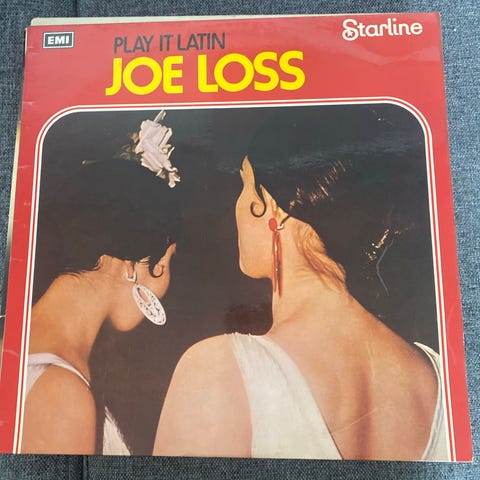 EMI
PLAY IT LATIN
Starline
JOE LOSS